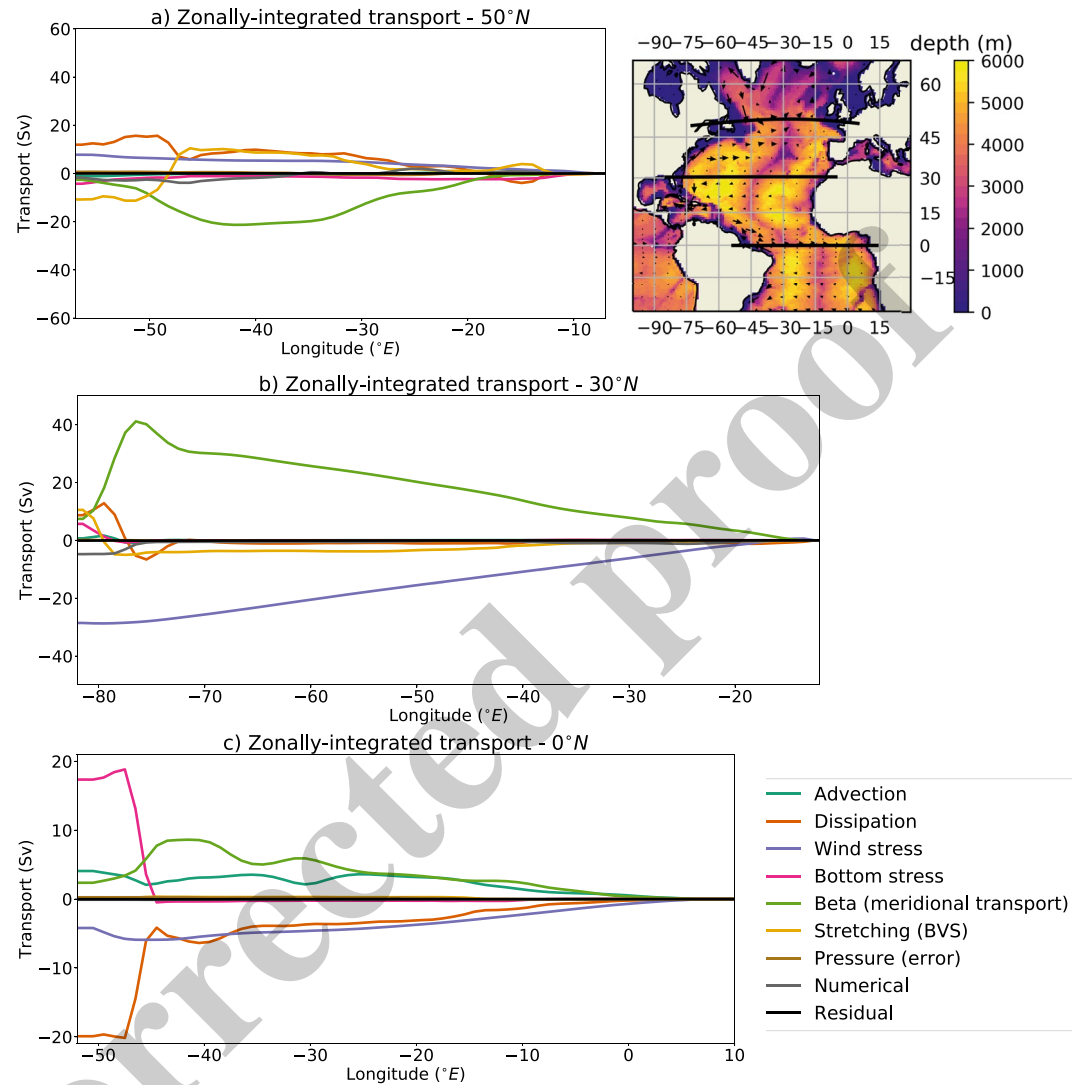 a) Zonally-integrated transport - 50°N
60
40
20
0
−20
−40
−60
Transport (Sv)
−50 −40 −30 −20 −10
Longitude (°E)
−90 −75 −60 −45 −30 −15 0 15 depth (m)
60
45
30
15
0
−15
−90 −75 −60 −45 −30 −15 0 15
6000
5000
4000
3000
2000
1000
0
b) Zonally-integrated transport - 30°N
40
20
0
−20
−40
Transport (Sv)
−80 −70 −60 −50 −40 −30 −20
Longitude (°E)
c) Zonally-integrated transport - 0°N
20
10
0
−10
−20
Transport (Sv)
−50 −40 −30 −20 −10 0 10
Longitude (°E)
Advection
Dissipation
Wind stress
Bottom stress
Beta (meridional transport)
Stretching (BVS)
Pressure (error)
Numerical
Residual
rrected proof